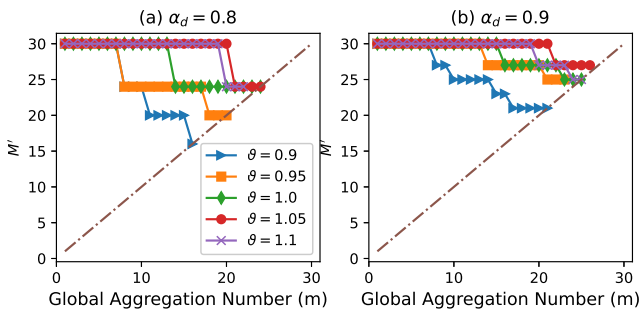 (a) α_d = 0.8
(b) α_d = 0.9
M′
30
25
20
15
10
5
0
0
10
20
30
Global Aggregation Number (m)
ϑ = 0.9
ϑ = 0.95
ϑ = 1.0
ϑ = 1.05
ϑ = 1.1
M′
30
25
20
15
10
5
0
0
10
20
30
Global Aggregation Number (m)